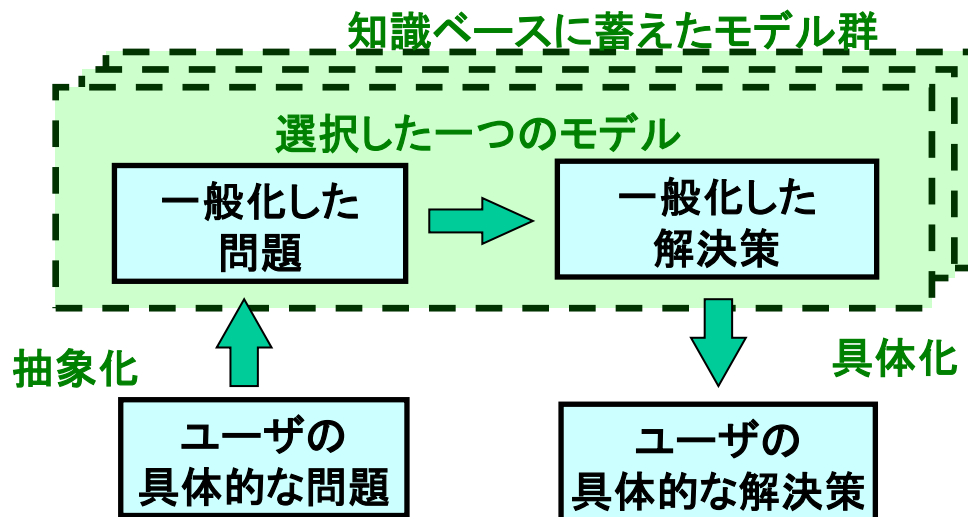 知識ベースに蓄えたモデル群
選択した一つのモデル
一般化した
問題
一般化した
解決策
抽象化
具体化
ユーザの
具体的な問題
ユーザの
具体的な解決策